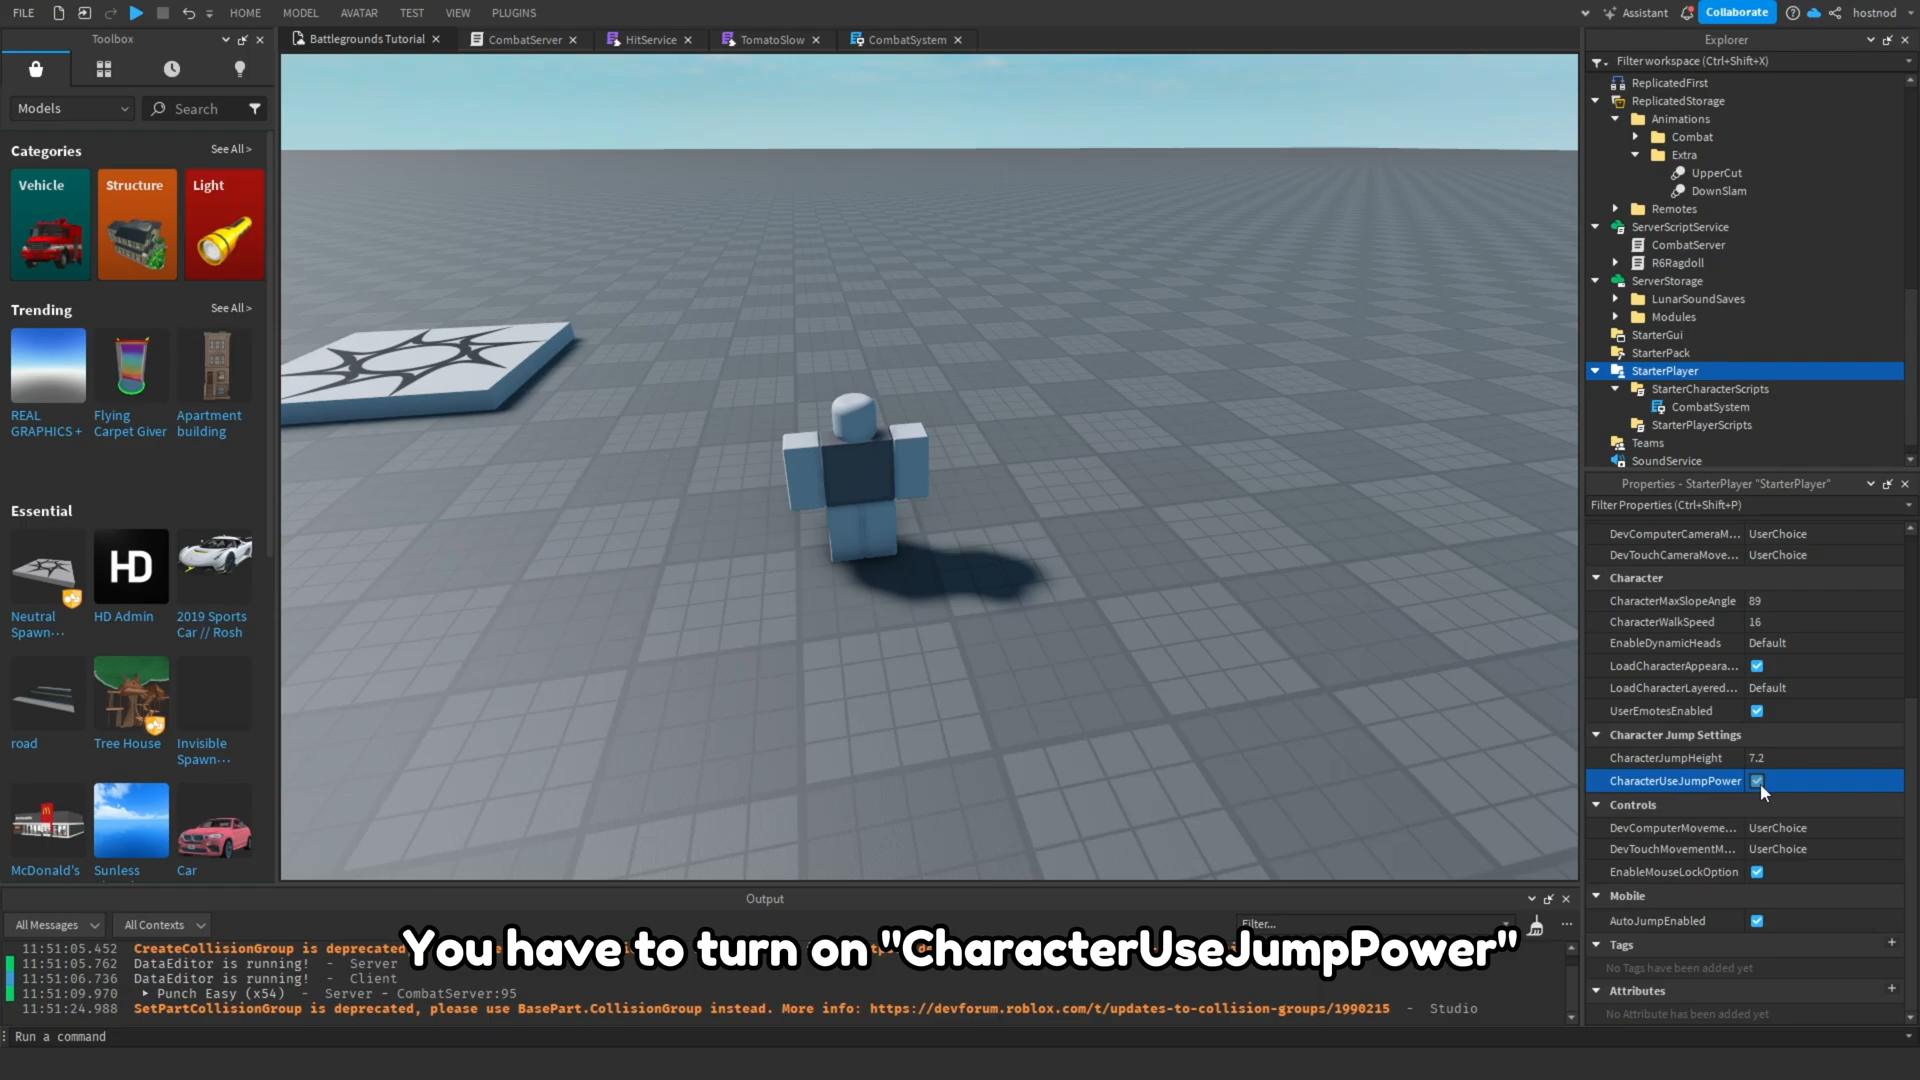 FILE HOME MODEL AVATAR TEST VIEW PLUGINS Assistant Collaborate hostnod
Toolbox
Models Search
Categories See All >
Vehicle Structure Light
Trending See All >
REAL GRAPHICS + Flying Carpet Giver Apartment building
Essential
HD
Neutral Spawn··· HD Admin 2019 Sports Car // Rosh
road Tree House Invisible Spawn···
McDonald's Sunless Car
Battlegrounds Tutorial CombatServer HitService TomatoSlow CombatSystem
Explorer
Filter workspace (Ctrl+Shift+X)
ReplicatedFirst
ReplicatedStorage
Animations
Combat
Extra
UpperCut
DownSlam
Remotes
ServerScriptService
CombatServer
R6Ragdoll
ServerStorage
LunarSoundSaves
Modules
StarterGui
StarterPack
StarterPlayer
StarterCharacterScripts
CombatSystem
StarterPlayerScripts
Teams
SoundService
Properties - StarterPlayer "StarterPlayer"
Filter Properties (Ctrl+Shift+P)
DevComputerCameraM... UserChoice
DevTouchCameraMove... UserChoice
Character
CharacterMaxSlopeAngle 89
CharacterWalkSpeed 16
EnableDynamicHeads Default
LoadCharacterAppeara...
LoadCharacterLayered... Default
UserEmotesEnabled
Character Jump Settings
CharacterJumpHeight 7.2
CharacterUseJumpPower
Controls
DevComputerMoveme... UserChoice
DevTouchMovementM... UserChoice
EnableMouseLockOption
Mobile
AutoJumpEnabled
Tags
No Tags have been added yet
Attributes
No Attribute has been added yet
Output
All Messages All Contexts Filter...
11:51:05.452 CreateCollisionGroup is deprecated
11:51:05.762 DataEditor is running! - Server
11:51:06.736 DataEditor is running! - Client
11:51:09.970 Punch Easy (x54) - Server - CombatServer:95
11:51:24.988 SetPartCollisionGroup is deprecated, please use BasePart.CollisionGroup instead. More info: https://devforum.roblox.com/t/updates-to-collision-groups/1990215 - Studio
You have to turn on "CharacterUseJumpPower"
Run a command